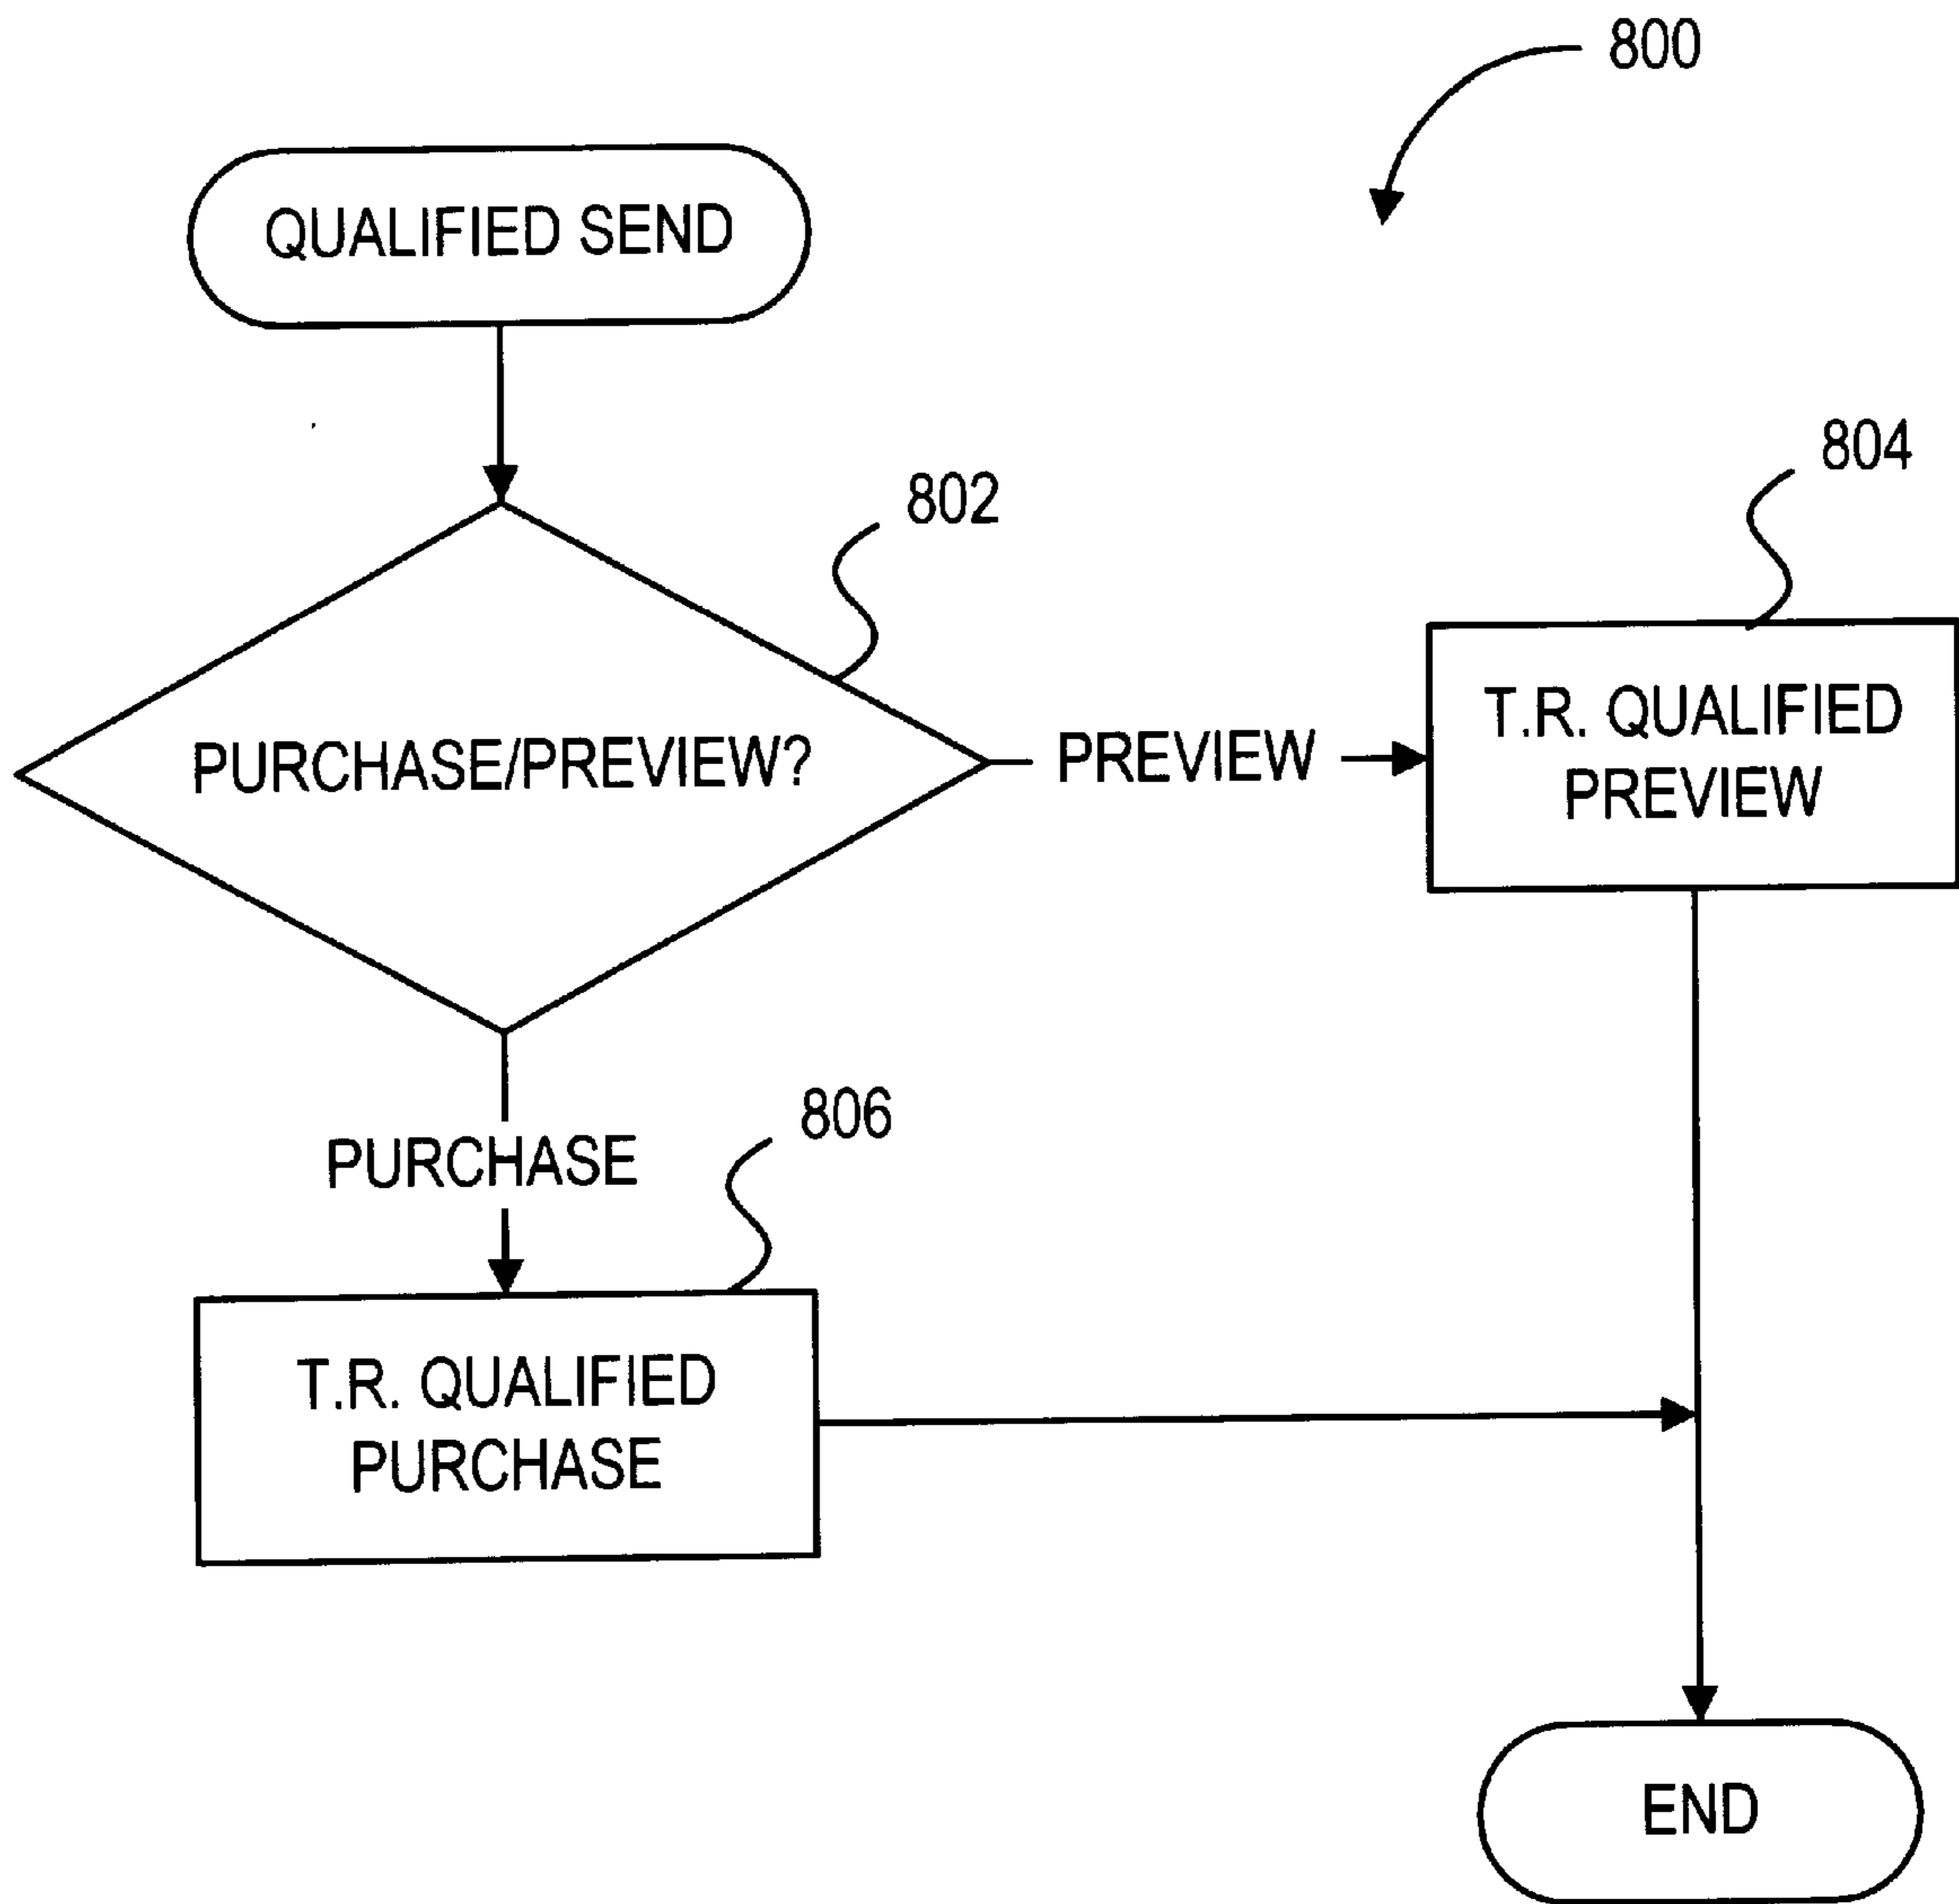 800
QUALIFIED SEND
804
802
PURCHASE/PREVIEW?
PREVIEW
T.R. QUALIFIED
PREVIEW
806
PURCHASE
T.R. QUALIFIED
PURCHASE
END